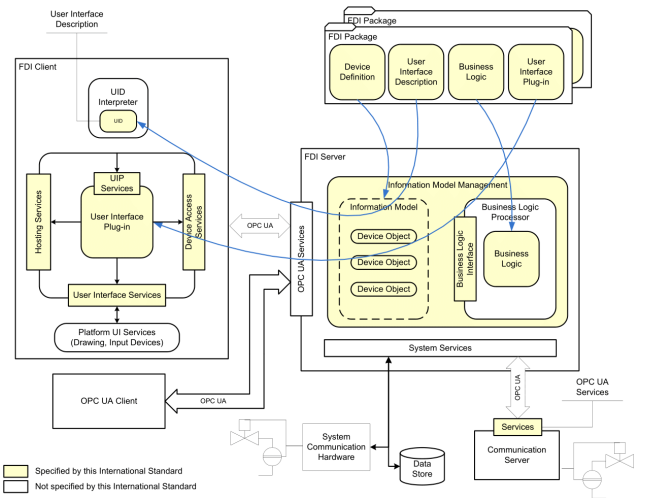 User Interface
Description
FDI Package
FDI Package
Device
Definition
User
Interface
Description
Business
Logic
User
Interface
Plug-in
FDI Client
UID
Interpreter
UID
UIP
Services
User Interface
Plug-in
Hosting Services
Device Access
Services
User Interface Services
Platform UI Services
(Drawing, Input Devices)
OPC UA
FDI Server
OPC UA Services
Information Model Management
Information Model
Device Object
Device Object
Device Object
Business Logic
Processor
Business Logic
Interface
Business
Logic
System Services
OPC UA Client
OPC UA
OPC UA
OPC UA
Services
System
Communication
Hardware
Data
Store
Services
Communication
Server
Specified by this International Standard
Not specified by this International Standard